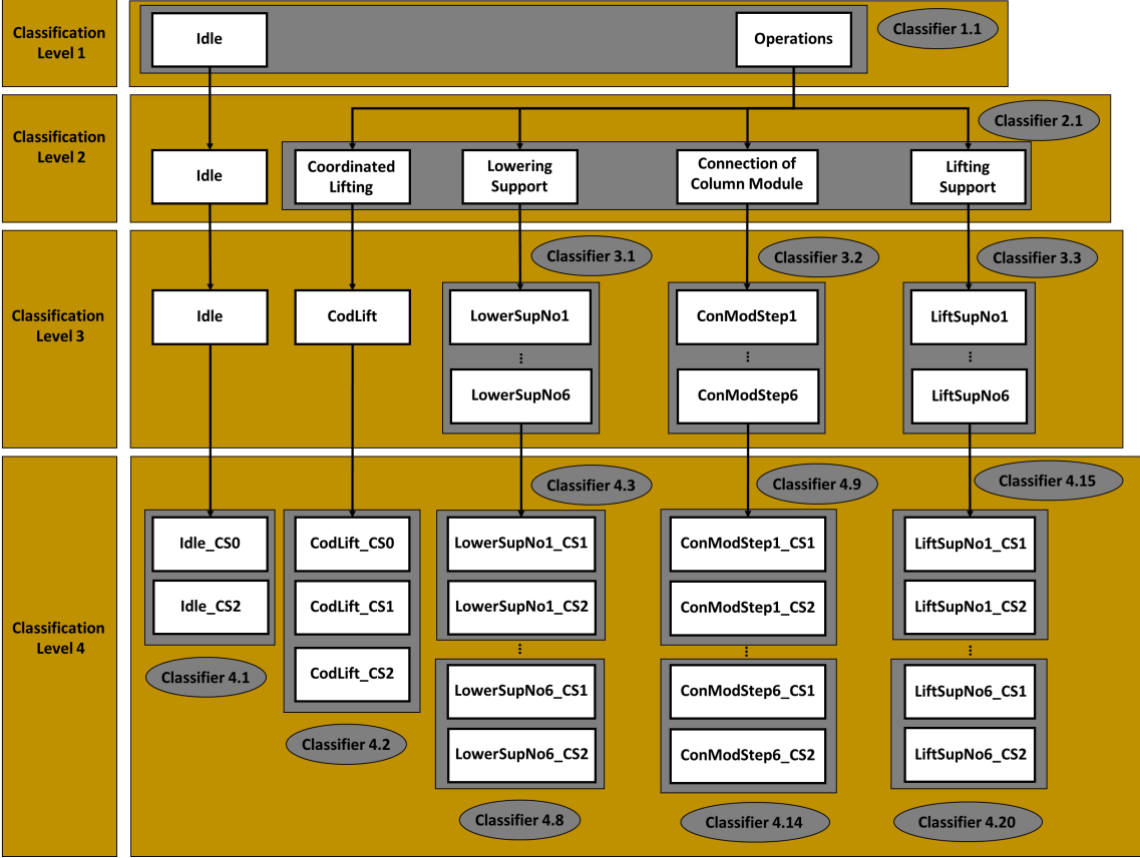 Classification
Level 1
Idle
Operations
Classifier 1.1
Classification
Level 2
Classifier 2.1
Idle
Coordinated
Lifting
Lowering
Support
Connection of
Column Module
Lifting
Support
Classification
Level 3
Classifier 3.1
Classifier 3.2
Classifier 3.3
Idle
CodLift
LowerSupNo1
...
LowerSupNo6
ConModStep1
...
ConModStep6
LiftSupNo1
...
LiftSupNo6
Classification
Level 4
Classifier 4.3
Classifier 4.9
Classifier 4.15
Idle_CS0
Idle_CS2
Classifier 4.1
CodLift_CS0
CodLift_CS1
CodLift_CS2
Classifier 4.2
LowerSupNo1_CS1
LowerSupNo1_CS2
...
LowerSupNo6_CS1
LowerSupNo6_CS2
Classifier 4.8
ConModStep1_CS1
ConModStep1_CS2
...
ConModStep6_CS1
ConModStep6_CS2
Classifier 4.14
LiftSupNo1_CS1
LiftSupNo1_CS2
...
LiftSupNo6_CS1
LiftSupNo6_CS2
Classifier 4.20